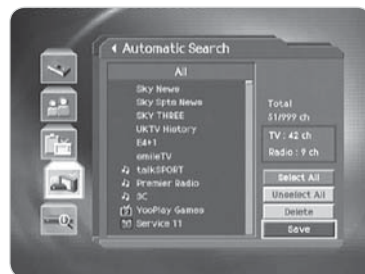 Automatic Search
All
Sky News
Sky Spts News
SKY THREE
UKTV History
E4+1
smileTV
talkSPORT
Premier Radio
3C
YooPlay Games
Service 11
Total
51/999 ch
TV : 42 ch
Radio : 9 ch
Select All
Unselect All
Delete
Save